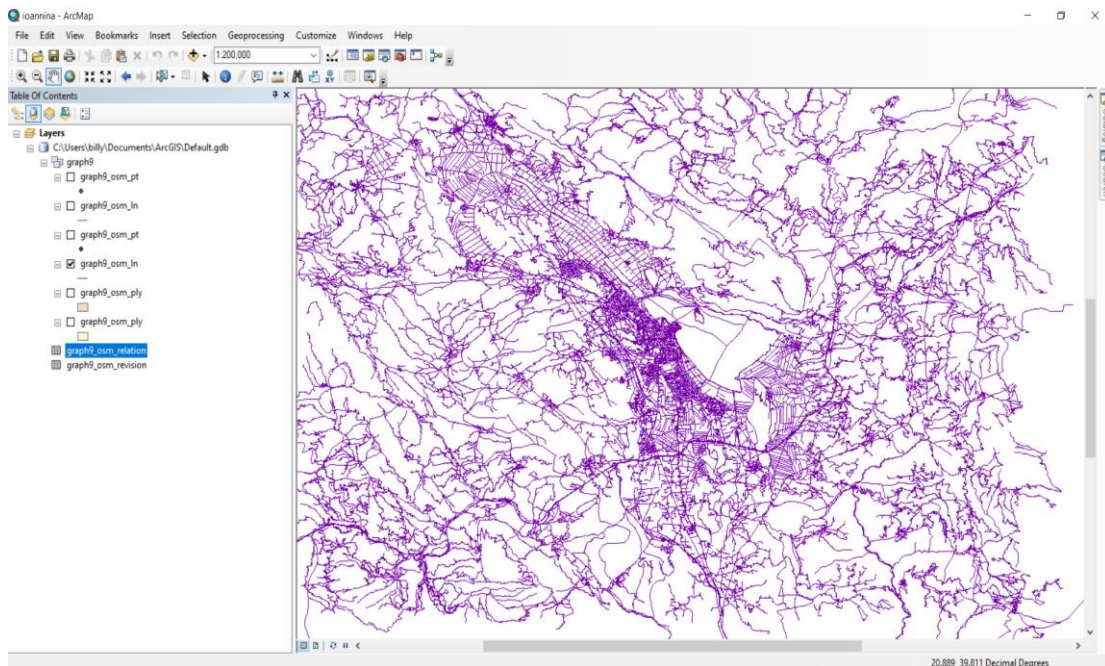 ioannina - ArcMap
File Edit View Bookmarks Insert Selection Geoprocessing Customize Windows Help
1:200,000
Table Of Contents
Layers
C:\Users\billy\Documents\ArcGIS\Default.gdb
graph9
graph9_osm_pt
graph9_osm_ln
graph9_osm_pt
graph9_osm_ln
graph9_osm_ply
graph9_osm_ply
graph9_osm_relation
graph9_osm_revision
20,889 39,811 Decimal Degrees